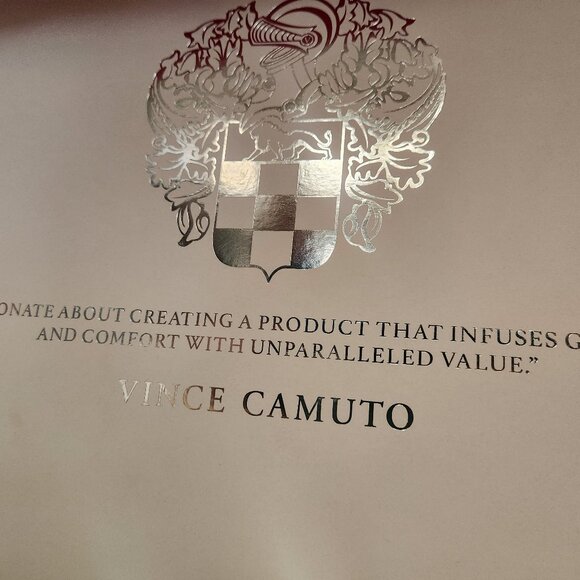 ONATE ABOUT CREATING A PRODUCT THAT INFUSES G
AND COMFORT WITH UNPARALLELED VALUE.”
VINCE CAMUTO